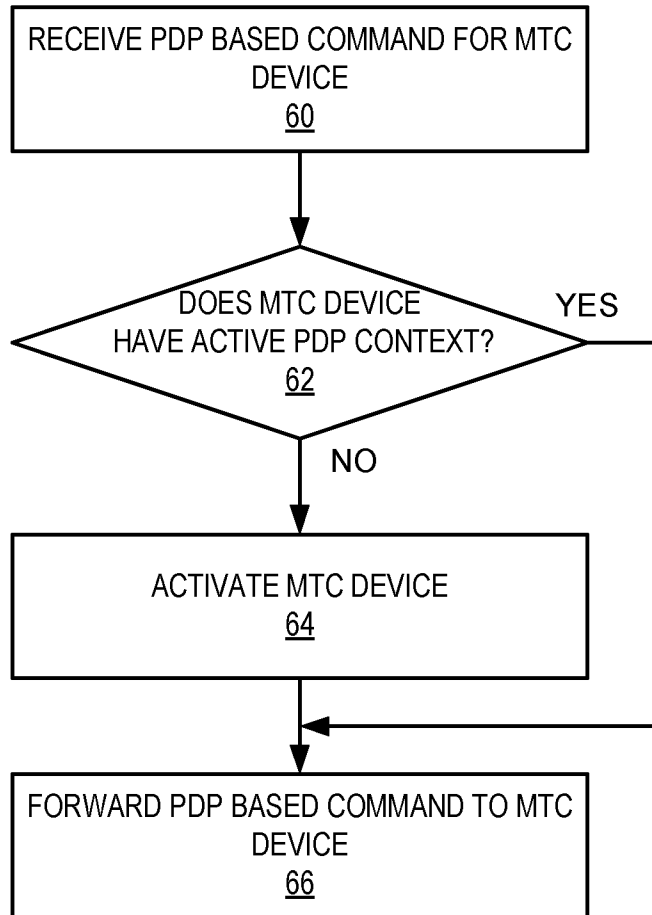 RECEIVE PDP BASED COMMAND FOR MTC
DEVICE
60
DOES MTC DEVICE
HAVE ACTIVE PDP CONTEXT?
62
YES
NO
ACTIVATE MTC DEVICE
64
FORWARD PDP BASED COMMAND TO MTC
DEVICE
66